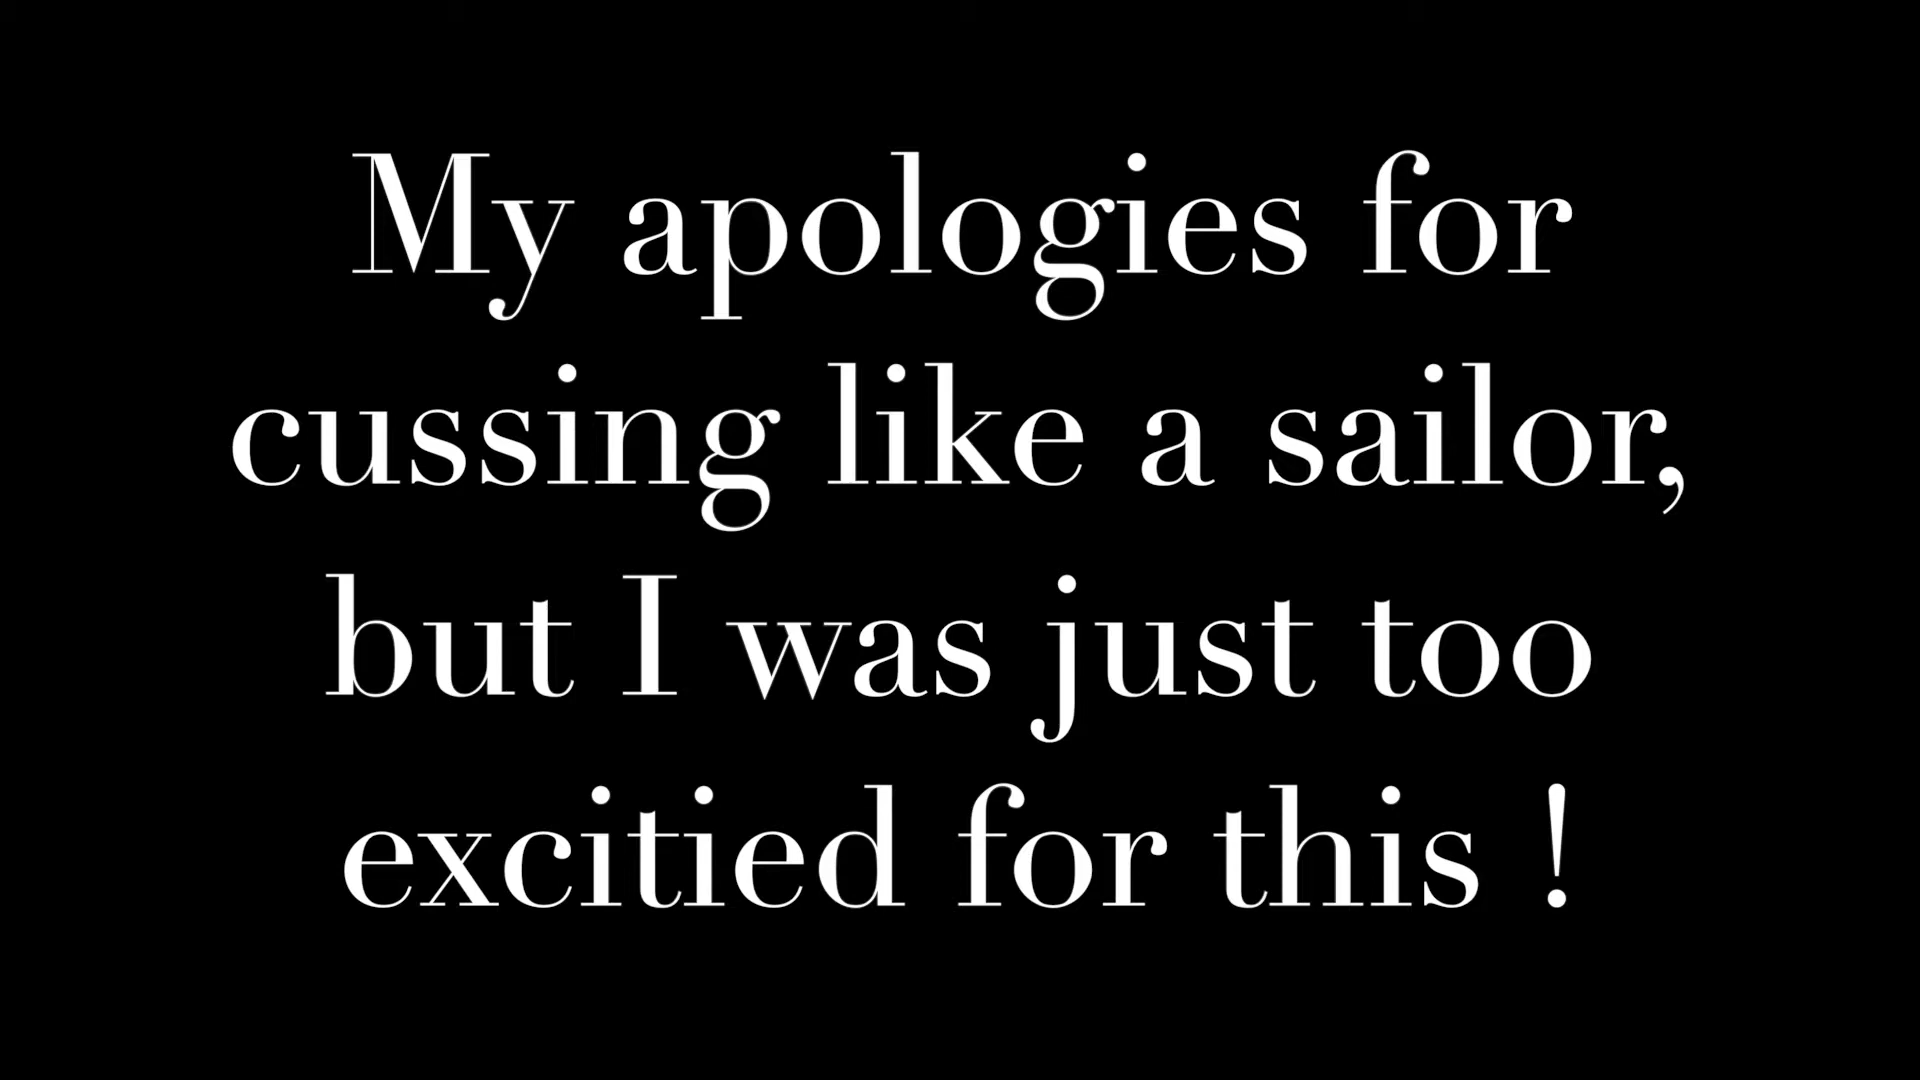 My apologies for
cussing like a sailor,
but I was just too
excitied for this !